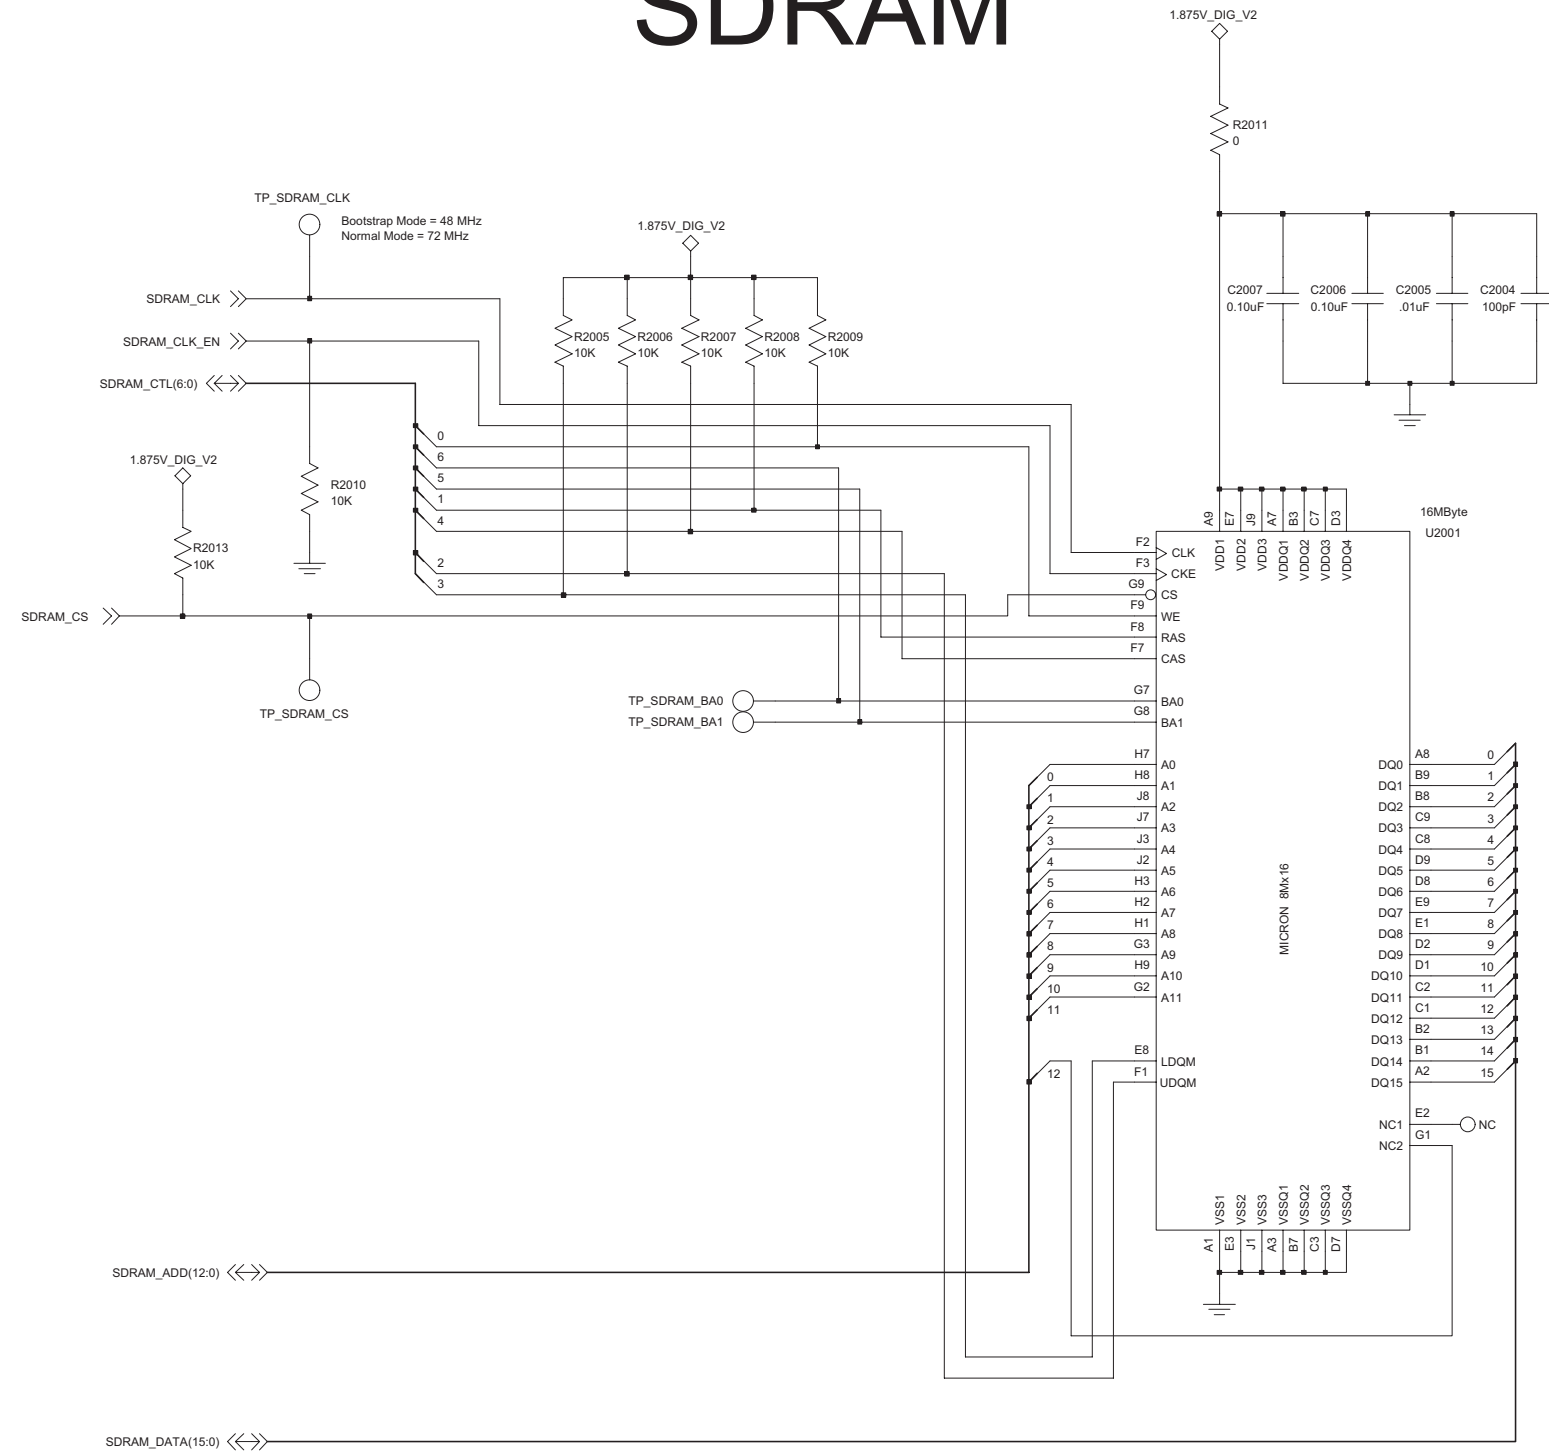 SDRAM
1.875V_DIG_V2
R2011
0
TP_SDRAM_CLK
Bootstrap Mode = 48 MHz
Normal Mode = 72 MHz
1.875V_DIG_V2
SDRAM_CLK
SDRAM_CLK_EN
SDRAM_CTL(6:0)
R2005
10K
R2006
10K
R2007
10K
R2008
10K
R2009
10K
C2007
0.10uF
C2006
0.10uF
C2005
.01uF
C2004
100pF
0
6
5
1
4
2
3
1.875V_DIG_V2
R2013
10K
R2010
10K
SDRAM_CS
TP_SDRAM_CS
TP_SDRAM_BA0
TP_SDRAM_BA1
16MByte
U2001
A9
E7
J9
A7
B3
C7
D3
VDD1
VDD2
VDD3
VDDQ1
VDDQ2
VDDQ3
VDDQ4
F2 CLK
F3 CKE
G9 CS
F9 WE
F8 RAS
F7 CAS
G7 BA0
G8 BA1
H7 A0
0 H8 A1
1 J8 A2
2 J7 A3
3 J3 A4
4 J2 A5
5 H3 A6
6 H2 A7
7 H1 A8
8 G3 A9
9 H9 A10
10 G2 A11
11
E8 LDQM
12 F1 UDQM
MICRON 8Mx16
DQ0 A8 0
DQ1 B9 1
DQ2 B8 2
DQ3 C9 3
DQ4 C8 4
DQ5 D9 5
DQ6 D8 6
DQ7 E9 7
DQ8 E1 8
DQ9 D2 9
DQ10 D1 10
DQ11 C2 11
DQ12 C1 12
DQ13 B2 13
DQ14 B1 14
DQ15 A2 15
NC1 E2 NC
NC2 G1
VSS1
VSS2
VSS3
VSSQ1
VSSQ2
VSSQ3
VSSQ4
A1
E3
J1
A3
B7
C3
D7
SDRAM_ADD(12:0)
SDRAM_DATA(15:0)